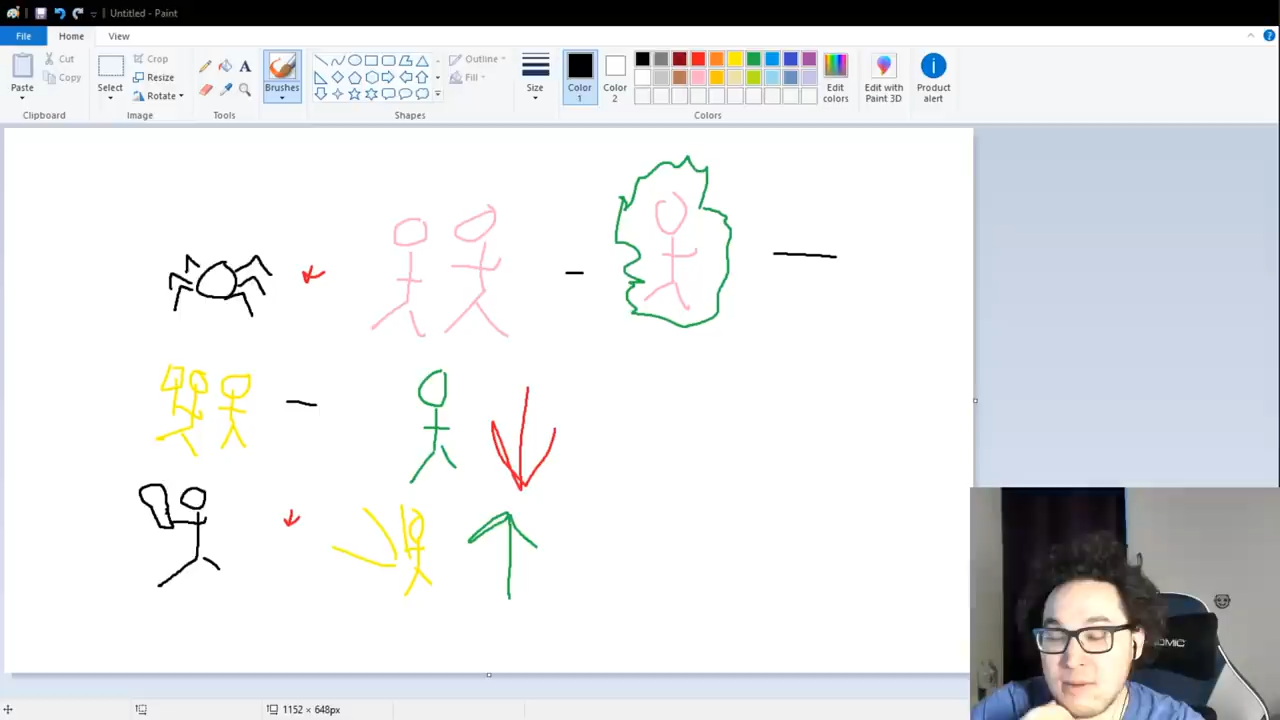 Untitled - Paint
File Home View
Paste Cut Copy Clipboard
Select Crop Resize Rotate Image
Tools
Brushes
Shapes Outline Fill
Size
Color 1
Color 2
Edit colors
Colors
Edit with Paint 3D
Product alert
1152 × 648px